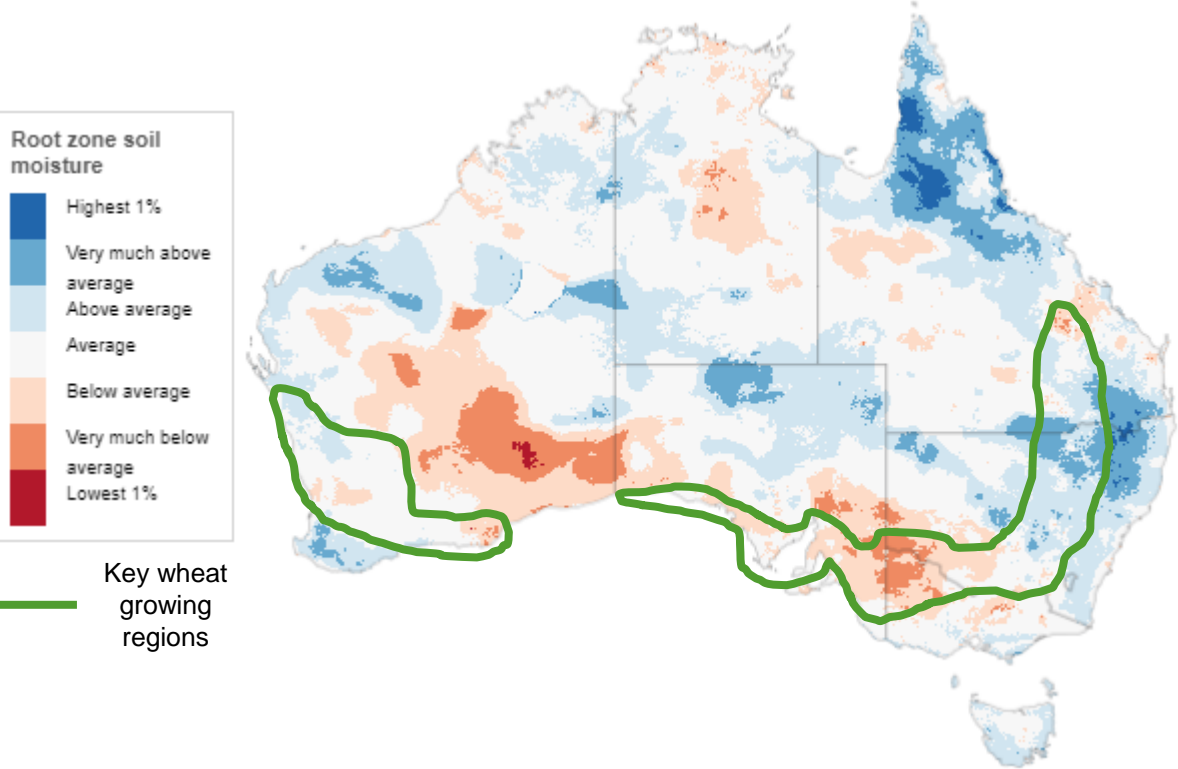 Root zone soil
moisture
Highest 1%
Very much above
average
Above average
Average
Below average
Very much below
average
Lowest 1%
Key wheat
growing
regions